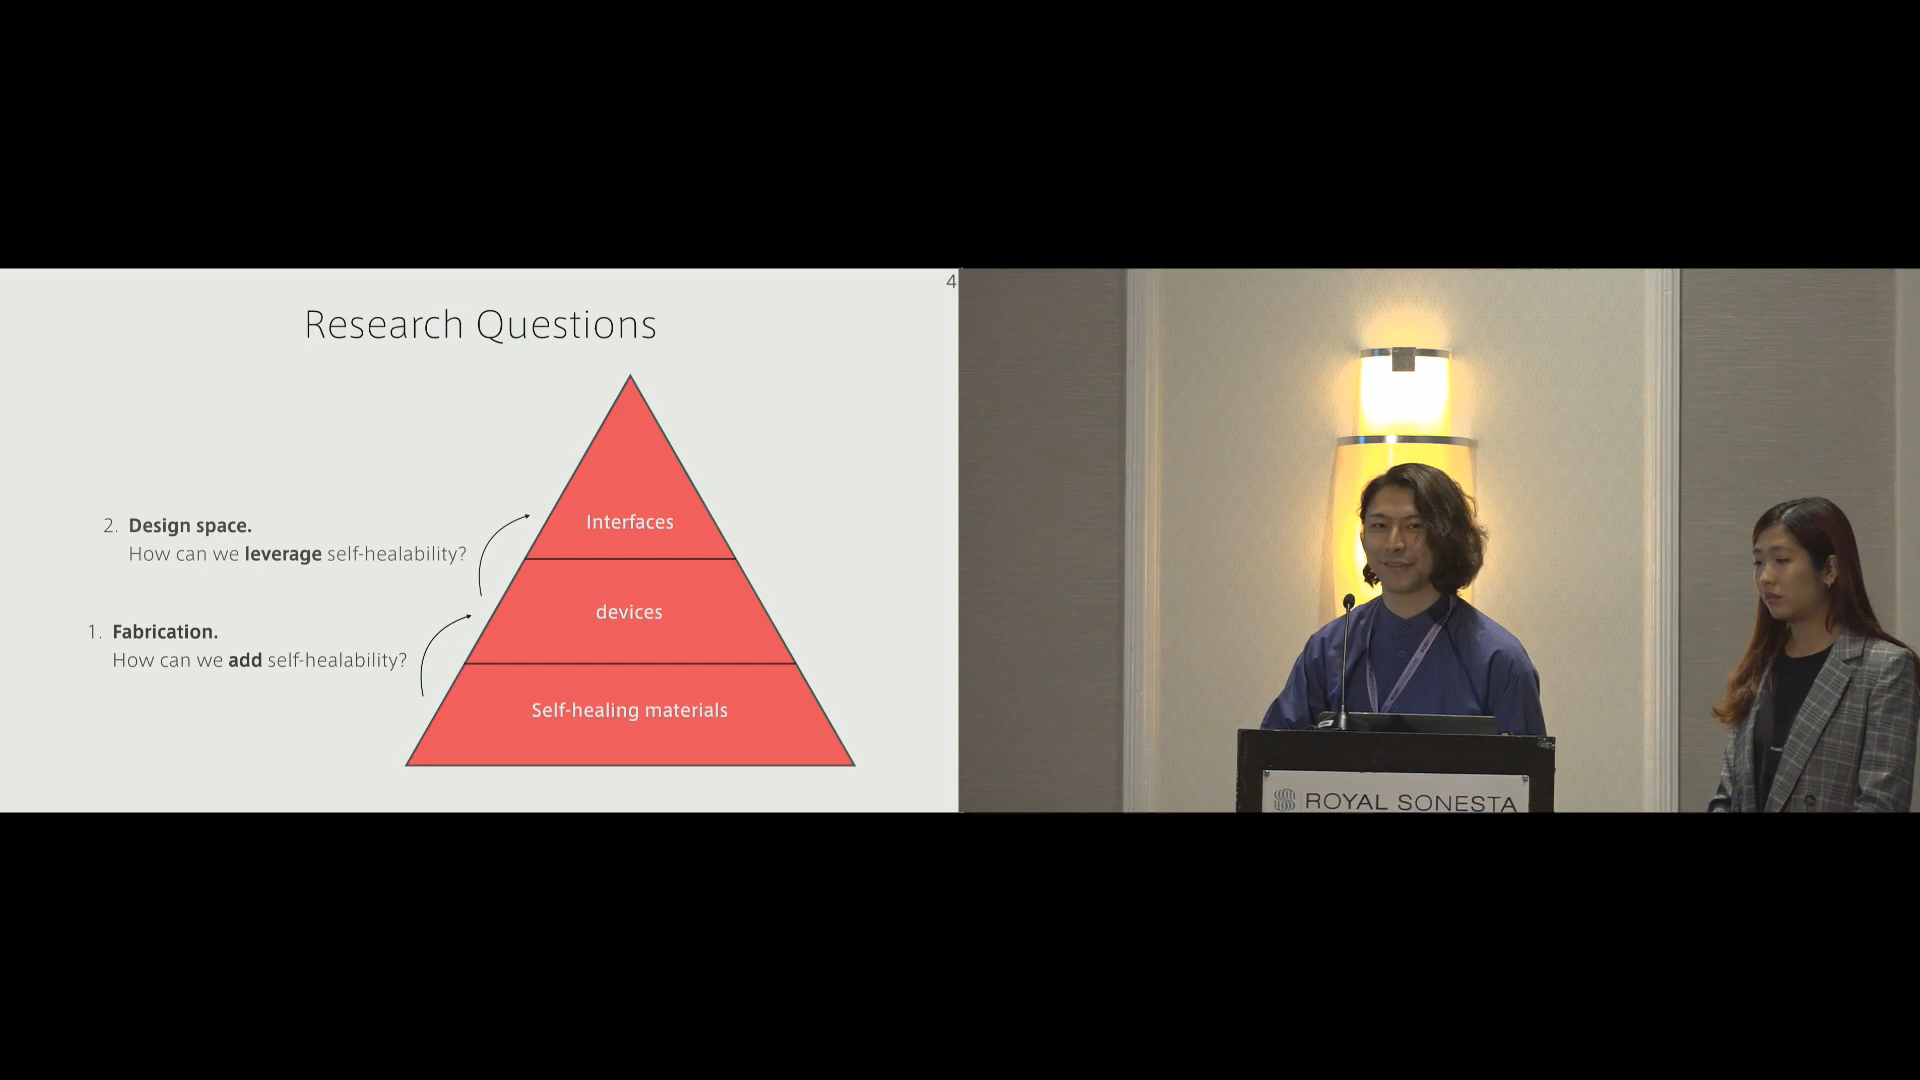 4
Research Questions
Interfaces
2. Design space.
How can we leverage self-healability?
devices
1. Fabrication.
How can we add self-healability?
Self-healing materials
ROYAL SONESTA